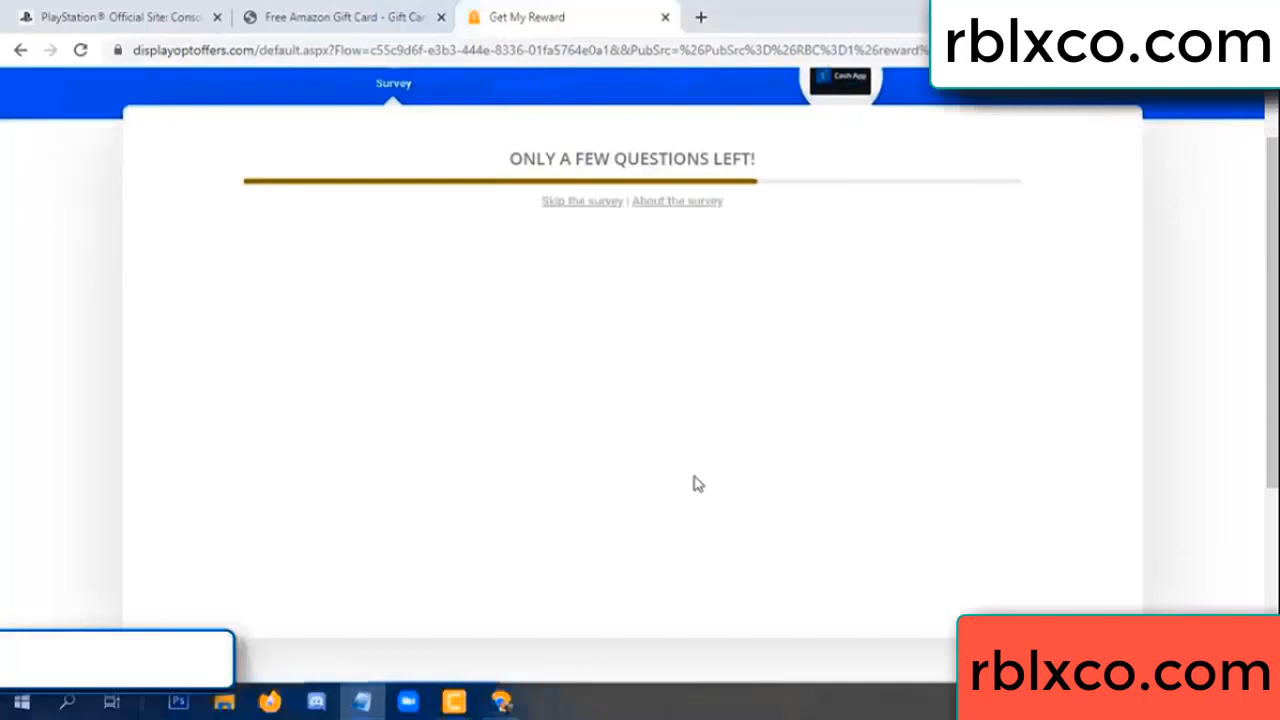 PlayStation® Official Site: Conso
Free Amazon Gift Card - Gift Car
Get My Reward
displayoptoffers.com/default.aspx?Flow=c55c9d6f-e3b3-444e-8336-01fa5764e0a1&&PubSrc=%26PubSrc%3D%26RBC%3D1%26reward%
rblxco.com
Survey
Cash App
ONLY A FEW QUESTIONS LEFT!
Skip the survey | About the survey
rblxco.com
Ps